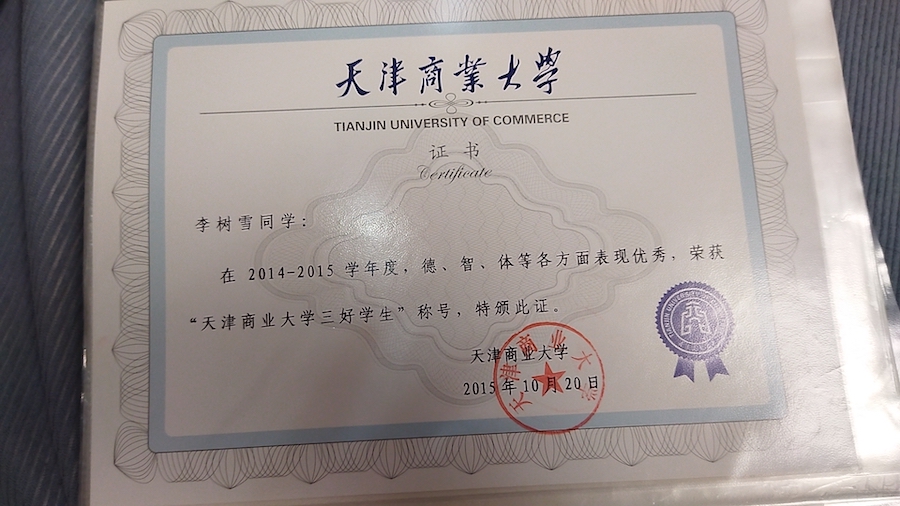 天津商業大學
TIANJIN UNIVERSITY OF COMMERCE
证书
Certificate
李树雪同学：
在 2014-2015 学年度，德、智、体等各方面表现优秀，荣获
“天津商业大学三好学生”称号，特颁此证。
天津商业大学
2015 年 10 月 20 日
天津商业大学